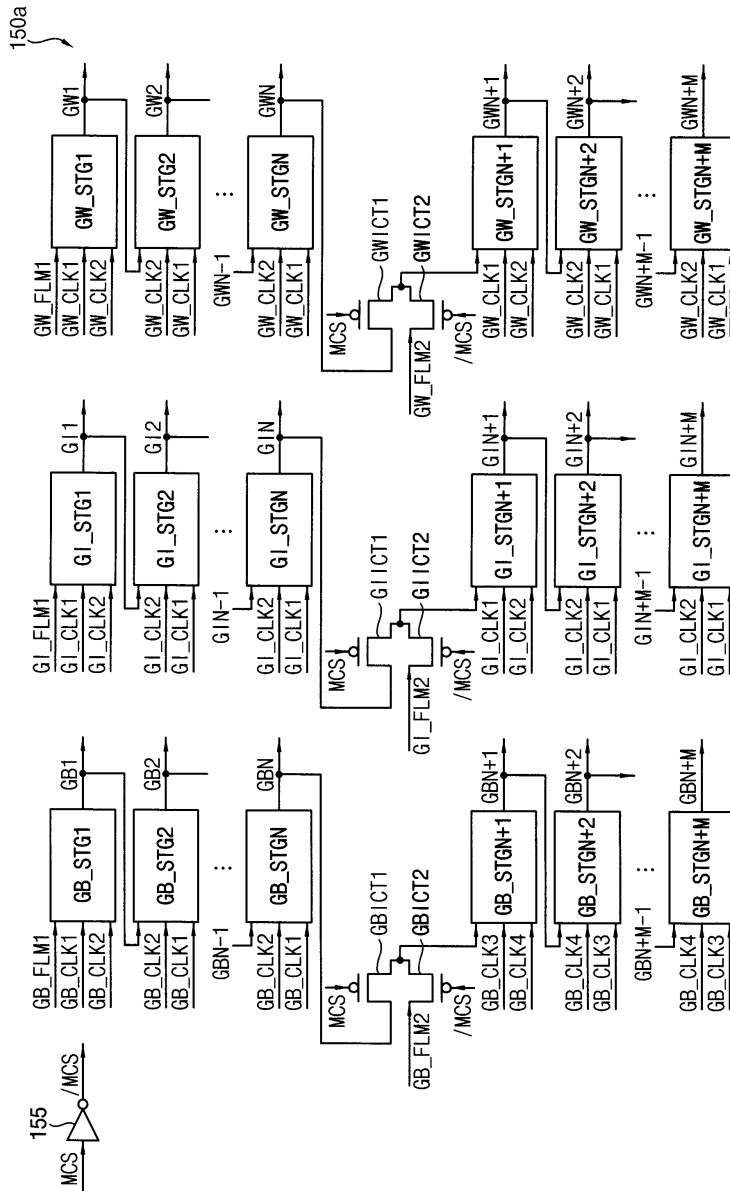 150a
MCS
155
/MCS
GB_FLM1
GB_CLK1
GB_CLK2
GB_STG1
GB1
GB_CLK2
GB_CLK1
GB_STG2
GB2
...
GBN-1
GB_CLK2
GB_CLK1
GB_STGN
GBN
MCS
GBICT1
GB_FLM2
GBICT2
/MCS
GB_CLK3
GB_CLK4
GB_STGN+1
GBN+1
GB_CLK4
GB_CLK3
GB_STGN+2
GBN+2
...
GBN+M-1
GB_CLK4
GB_CLK3
GB_STGN+M
GBN+M
GI_FLM1
GI_CLK1
GI_CLK2
GI_STG1
GI1
GI_CLK2
GI_CLK1
GI_STG2
GI2
...
GIN-1
GI_CLK2
GI_CLK1
GI_STGN
GIN
MCS
GIICT1
GI_FLM2
GIICT2
/MCS
GI_CLK1
GI_CLK2
GI_STGN+1
GIN+1
GI_CLK2
GI_CLK1
GI_STGN+2
GIN+2
...
GIN+M-1
GI_CLK2
GI_CLK1
GI_STGN+M
GIN+M
GW_FLM1
GW_CLK1
GW_CLK2
GW_STG1
GW1
GW_CLK2
GW_CLK1
GW_STG2
GW2
...
GWN-1
GW_CLK2
GW_CLK1
GW_STGN
GWN
MCS
GWICT1
GW_FLM2
GWICT2
/MCS
GW_CLK1
GW_CLK2
GW_STGN+1
GWN+1
GW_CLK2
GW_CLK1
GW_STGN+2
GWN+2
...
GWN+M-1
GW_CLK2
GW_CLK1
GW_STGN+M
GWN+M